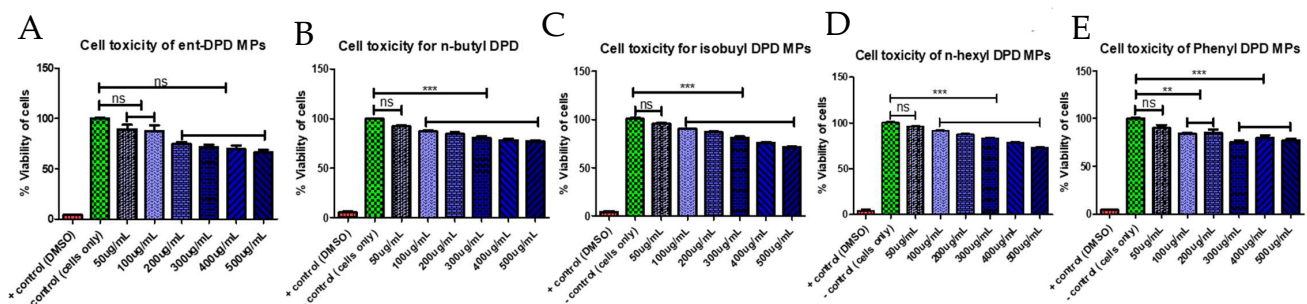 A
Cell toxicity of ent-DPD MPs
% Viability of cells
150
100
50
0
ns
ns
+ control (DMSO)
control (cells only)
50ug/mL
100ug/mL
200ug/mL
300ug/mL
400ug/mL
500ug/mL
B
Cell toxicity for n-butyl DPD
% Viability of cells
150
100
50
0
***
ns
+ control (DMSO)
control (cells only)
50ug/mL
100ug/mL
200ug/mL
300ug/mL
400ug/mL
500ug/mL
C
Cell toxicity for isobuyl DPD MPs
% Viability of cells
150
100
50
0
***
ns
+ control (DMSO)
- control (cells only)
50ug/mL
100ug/mL
200ug/mL
300ug/mL
400ug/mL
500ug/mL
D
Cell toxicity of n-hexyl DPD MPs
% Viability of cells
150
100
50
0
***
ns
+ control (DMSO)
- control (cells only)
50ug/mL
100ug/mL
200ug/mL
300ug/mL
400ug/mL
500ug/mL
E
Cell toxicity of Phenyl DPD MPs
% Viability of cells
150
100
50
0
***
**
ns
+ control (DMSO)
- control (cells only)
50ug/mL
100ug/mL
200ug/mL
300ug/mL
400ug/mL
500ug/mL